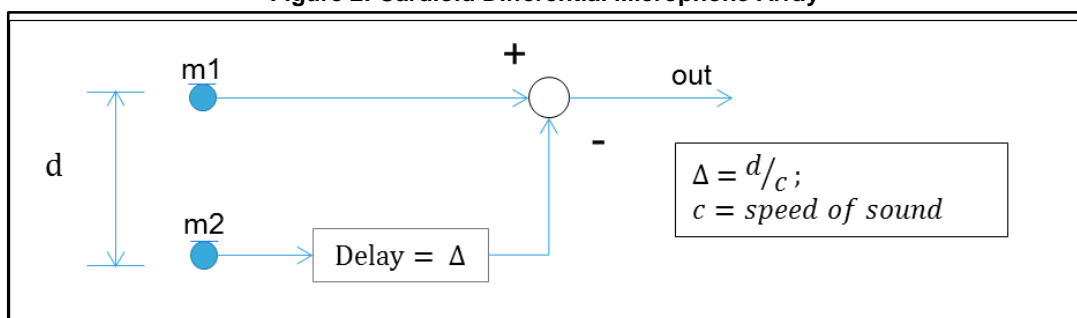 m1
+
out
d
-
Δ = d/c ;
c = speed of sound
m2
Delay = Δ